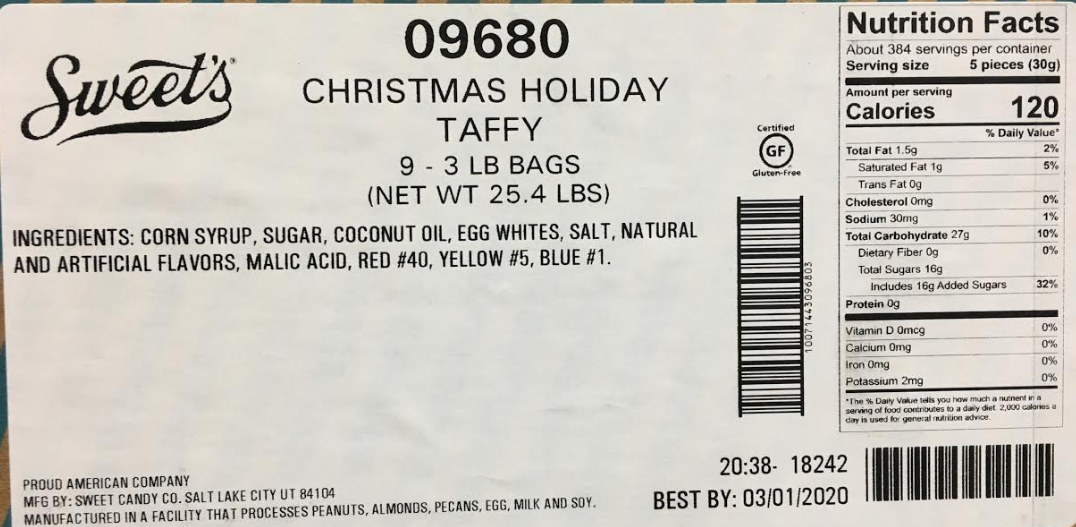 Sweet's®
09680
CHRISTMAS HOLIDAY
TAFFY
9 - 3 LB BAGS
(NET WT 25.4 LBS)
INGREDIENTS: CORN SYRUP, SUGAR, COCONUT OIL, EGG WHITES, SALT, NATURAL
AND ARTIFICIAL FLAVORS, MALIC ACID, RED #40, YELLOW #5, BLUE #1.
Certified
GF
Gluten-Free
10071443096803
Nutrition Facts
About 384 servings per container
Serving size 5 pieces (30g)
Amount per serving
Calories 120
% Daily Value*
Total Fat 1.5g 2%
Saturated Fat 1g 5%
Trans Fat 0g
Cholesterol 0mg 0%
Sodium 30mg 1%
Total Carbohydrate 27g 10%
Dietary Fiber 0g 0%
Total Sugars 16g
Includes 16g Added Sugars 32%
Protein 0g
Vitamin D 0mcg 0%
Calcium 0mg 0%
Iron 0mg 0%
Potassium 2mg 0%
*The % Daily Value tells you how much a nutrient in a
serving of food contributes to a daily diet. 2,000 calories a
day is used for general nutrition advice.
PROUD AMERICAN COMPANY
MFG BY: SWEET CANDY CO. SALT LAKE CITY UT 84104
MANUFACTURED IN A FACILITY THAT PROCESSES PEANUTS, ALMONDS, PECANS, EGG, MILK AND SOY.
20:38- 18242
BEST BY: 03/01/2020